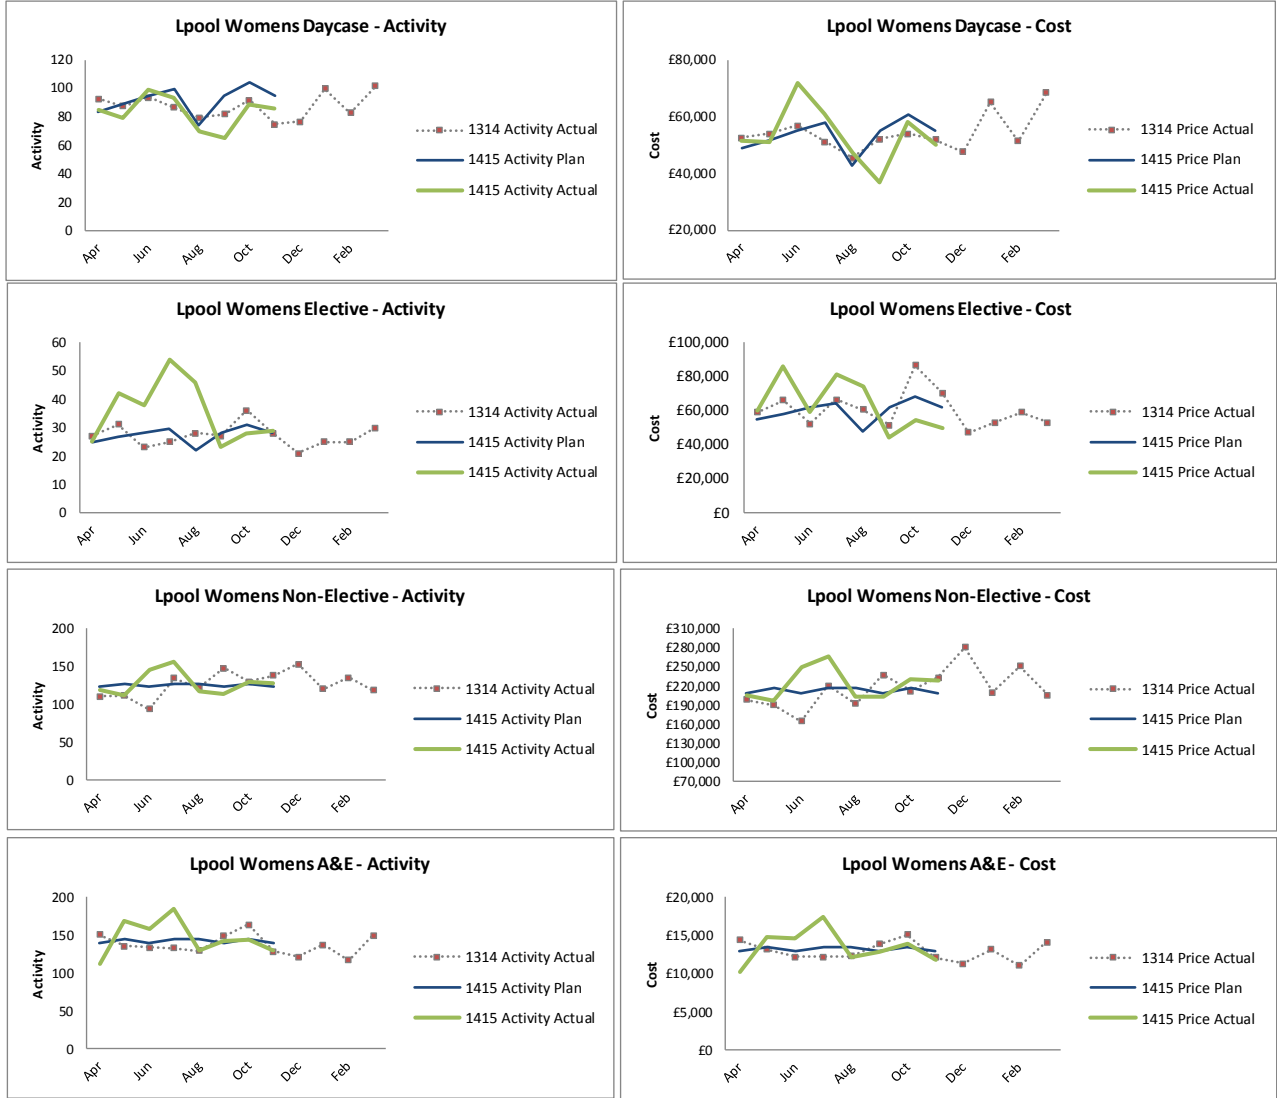 Lpool Womens Daycase - Activity
120
100
80
60
40
20
0
Activity
Apr
Jun
Aug
Oct
Dec
Feb
1314 Activity Actual
1415 Activity Plan
1415 Activity Actual
Lpool Womens Daycase - Cost
£80,000
£60,000
£40,000
£20,000
Cost
Apr
Jun
Aug
Oct
Dec
Feb
1314 Price Actual
1415 Price Plan
1415 Price Actual
Lpool Womens Elective - Activity
60
50
40
30
20
10
0
Activity
Apr
Jun
Aug
Oct
Dec
Feb
1314 Activity Actual
1415 Activity Plan
1415 Activity Actual
Lpool Womens Elective - Cost
£100,000
£80,000
£60,000
£40,000
£20,000
£0
Cost
Apr
Jun
Aug
Oct
Dec
Feb
1314 Price Actual
1415 Price Plan
1415 Price Actual
Lpool Womens Non-Elective - Activity
200
150
100
50
0
Activity
Apr
Jun
Aug
Oct
Dec
Feb
1314 Activity Actual
1415 Activity Plan
1415 Activity Actual
Lpool Womens Non-Elective - Cost
£310,000
£280,000
£250,000
£220,000
£190,000
£160,000
£130,000
£100,000
£70,000
Cost
Apr
Jun
Aug
Oct
Dec
Feb
1314 Price Actual
1415 Price Plan
1415 Price Actual
Lpool Womens A&E - Activity
200
150
100
50
0
Activity
Apr
Jun
Aug
Oct
Dec
Feb
1314 Activity Actual
1415 Activity Plan
1415 Activity Actual
Lpool Womens A&E - Cost
£20,000
£15,000
£10,000
£5,000
£0
Cost
Apr
Jun
Aug
Oct
Dec
Feb
1314 Price Actual
1415 Price Plan
1415 Price Actual